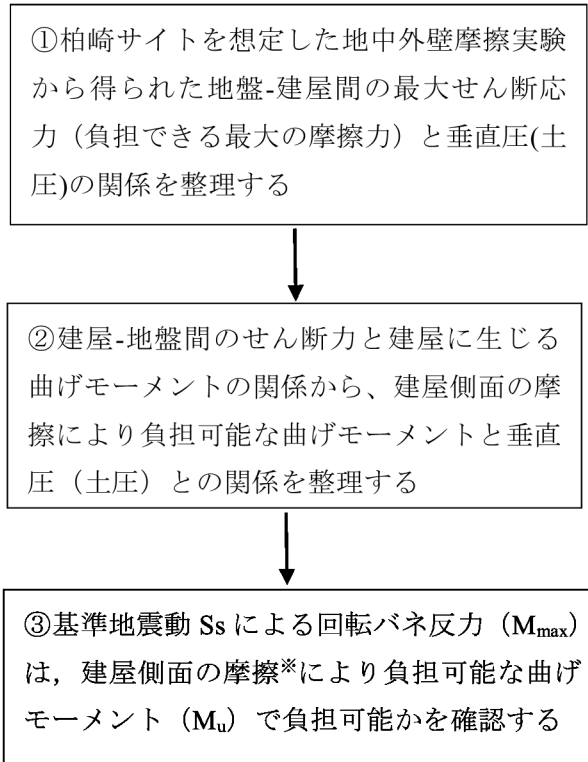 ①柏崎サイトを想定した地中外壁摩擦実験
から得られた地盤-建屋間の最大せん断応
力（負担できる最大の摩擦力）と垂直圧(土
圧)の関係を整理する
②建屋-地盤間のせん断力と建屋に生じる
曲げモーメントの関係から、建屋側面の摩
擦により負担可能な曲げモーメントと垂直
圧（土圧）との関係を整理する
③基準地震動 Ss による回転バネ反力（Mmax）
は，建屋側面の摩擦※により負担可能な曲げ
モーメント（Mu）で負担可能かを確認する